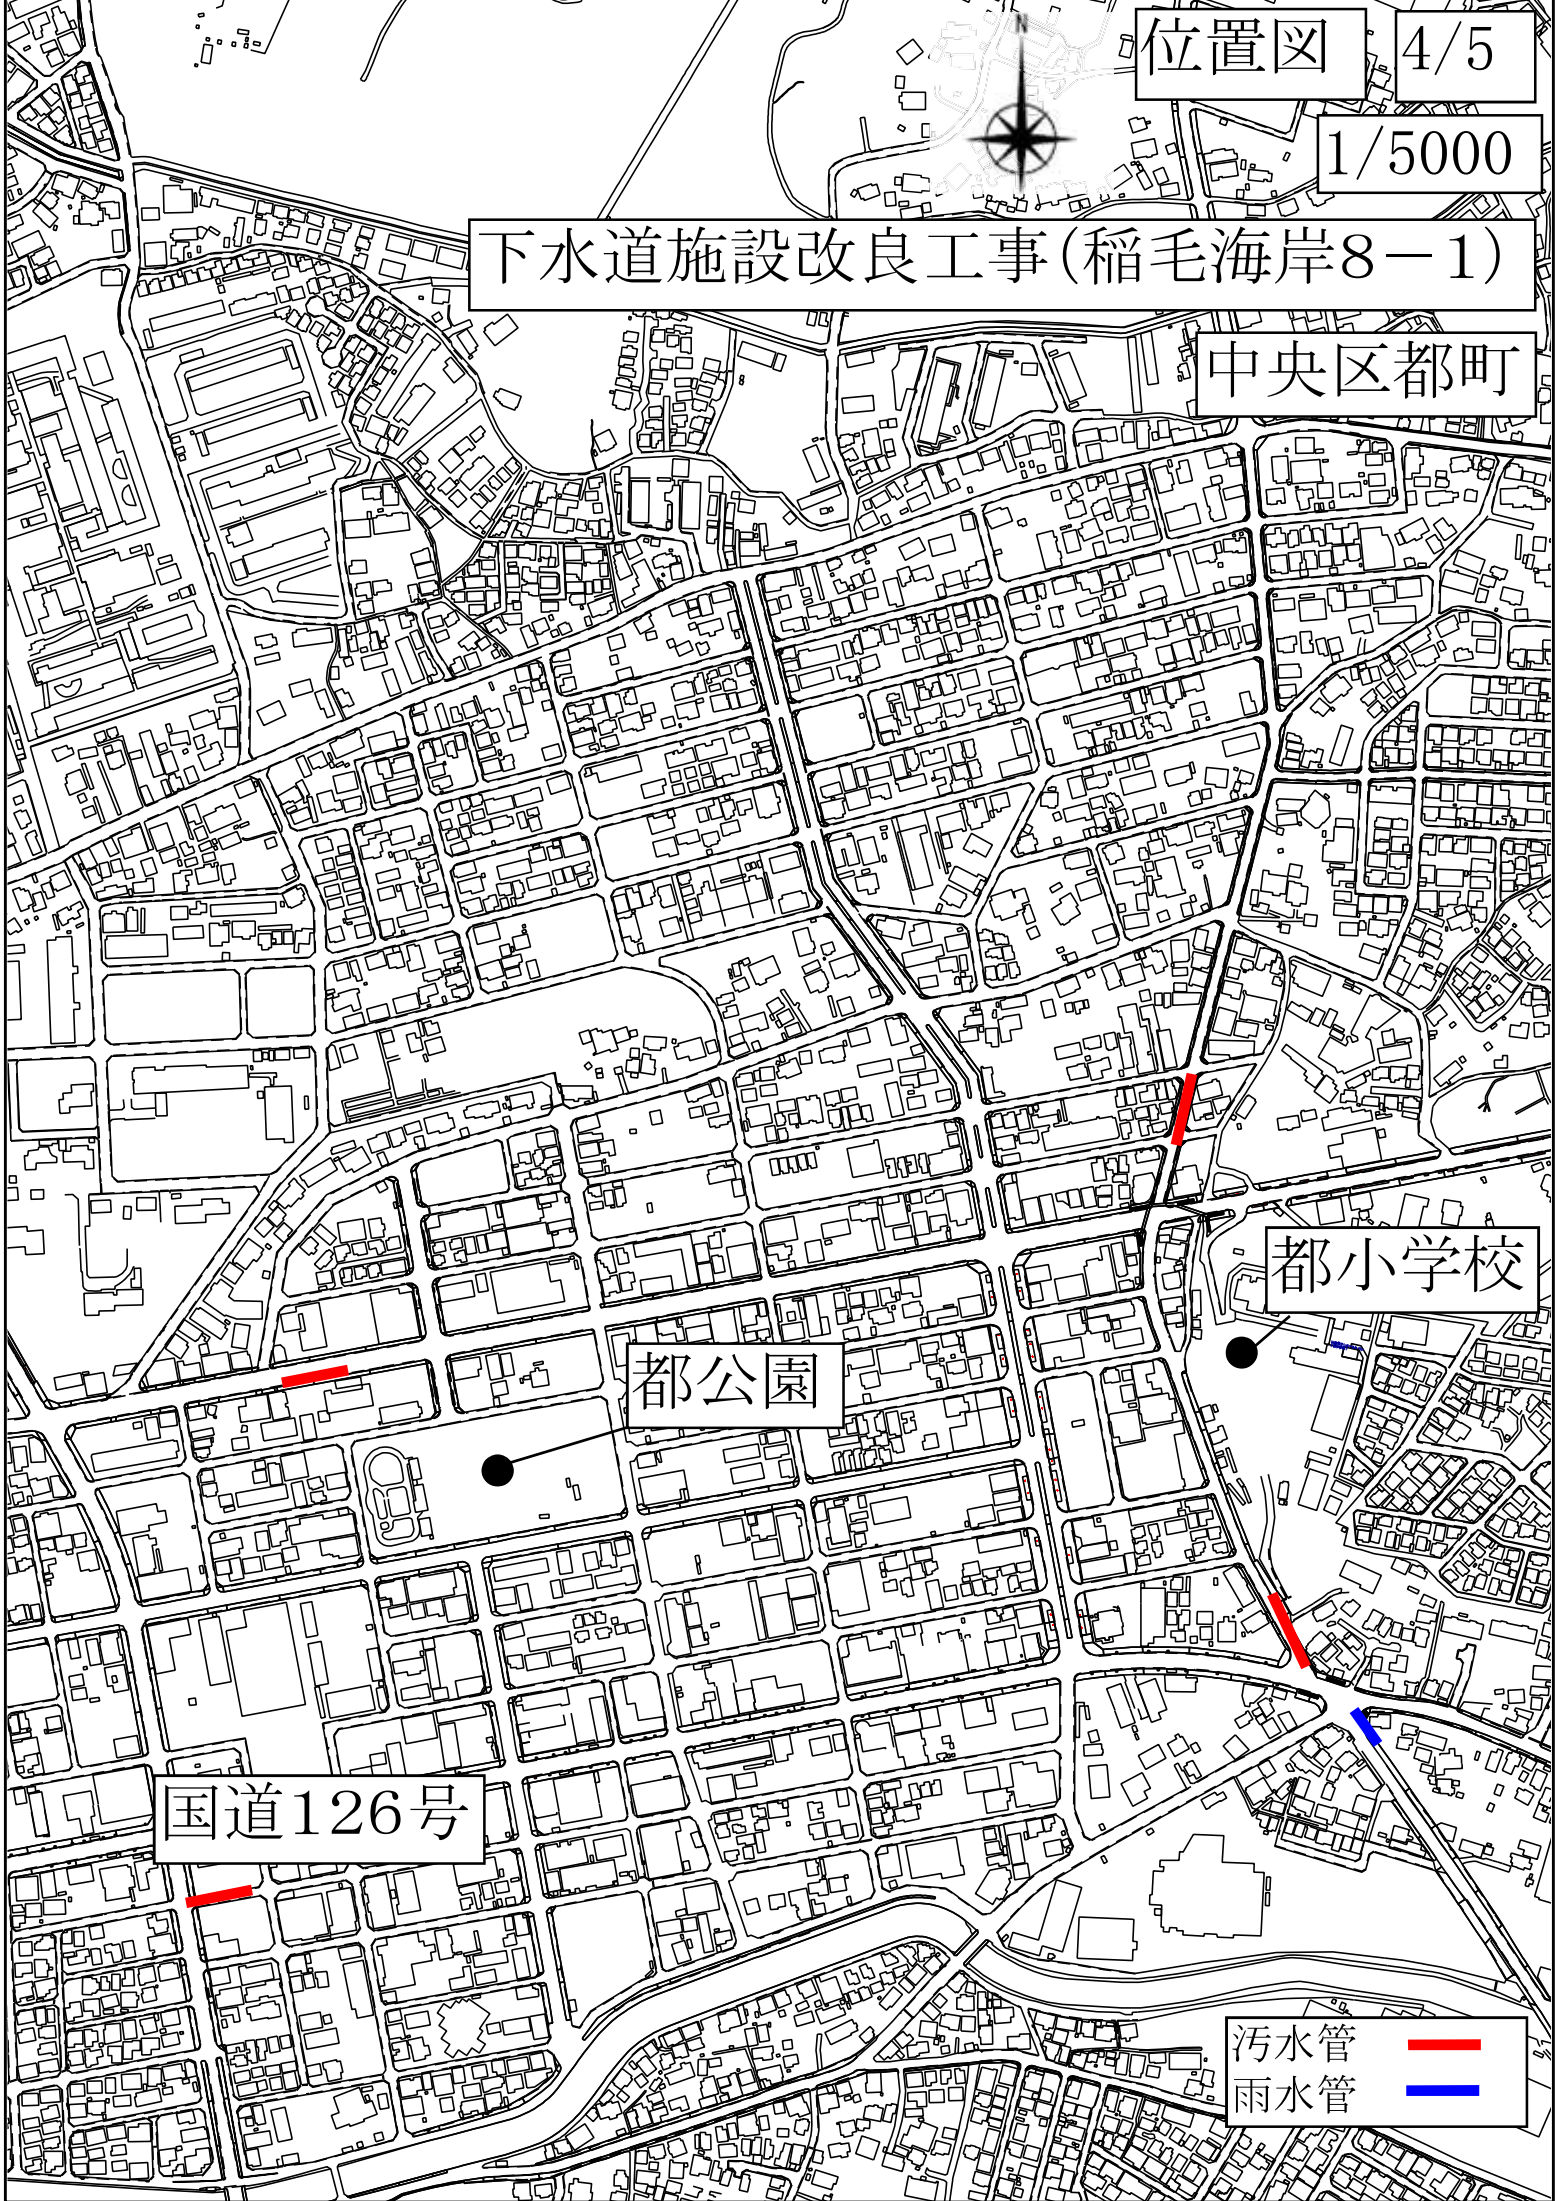 N
位置図
4/5
1/5000
下水道施設改良工事(稲毛海岸8－1)
中央区都町
都小学校
都公園
国道126号
汚水管
雨水管